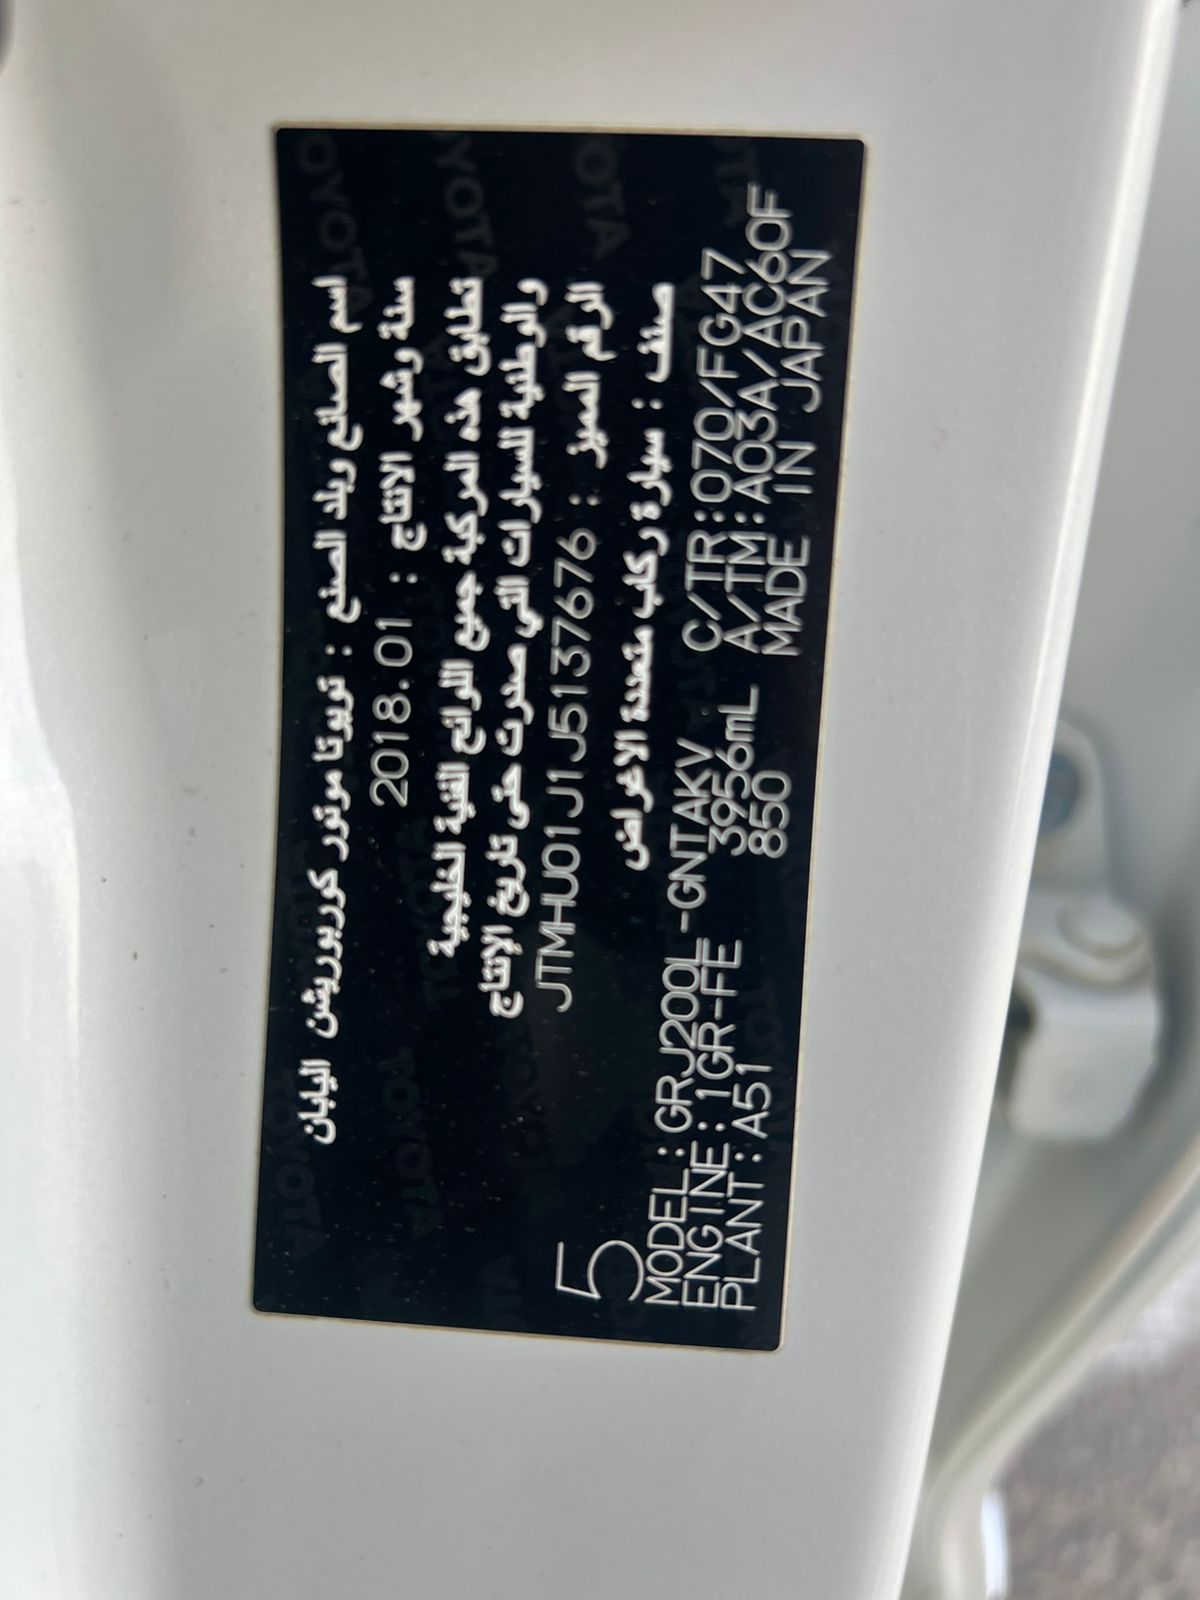 اسم الصانع وبلد الصنع : تويوتا موتور كوربوريشن اليابان
سنة وشهر الانتاج : 2018.01
تطابق هذه المركبة جميع اللوائح الفنية الخليجية
والوطنية للسيارات التي صدرت حتى تاريخ الإنتاج
الرقم المميز : JTMHU01J1J5137676
صنف : سيارة ركاب متعددة الاغراض
5
MODEL:GRJ200L-GNTAKV C/TR:070/FG47
ENGINE:1GR-FE 3956mL A/TM:A03A/AC60F
PLANT:A51 850 MADE IN JAPAN